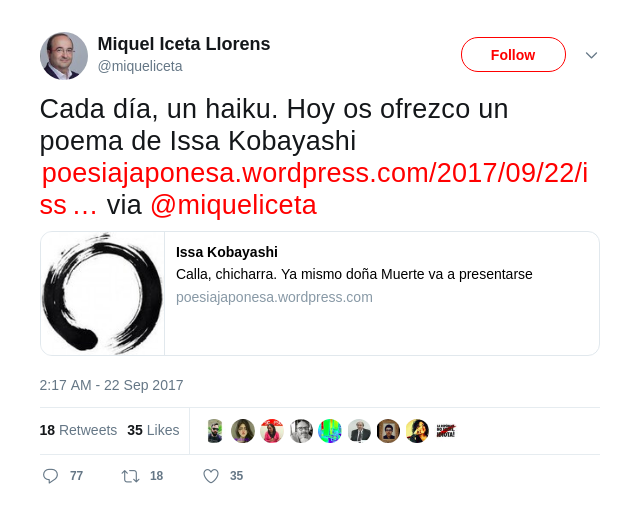 Miquel Iceta Llorens
@miqueliceta
Follow
Cada día, un haiku. Hoy os ofrezco un
poema de Issa Kobayashi
poesiajaponesa.wordpress.com/2017/09/22/i
ss … via @miqueliceta
Issa Kobayashi
Calla, chicharra. Ya mismo doña Muerte va a presentarse
poesiajaponesa.wordpress.com
2:17 AM - 22 Sep 2017
18 Retweets 35 Likes
77 18 35